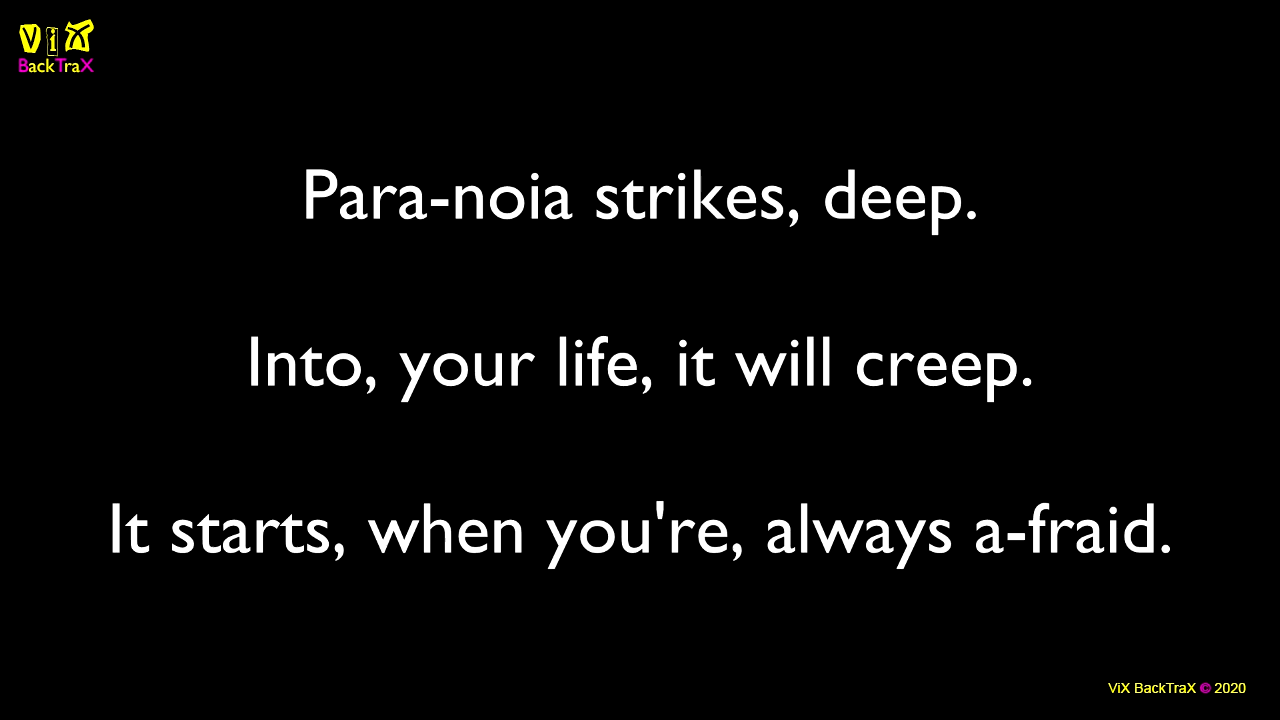 ViX
BackTraX
Para-noia strikes, deep.
Into, your life, it will creep.
It starts, when you're, always a-fraid.
ViX BackTraX © 2020